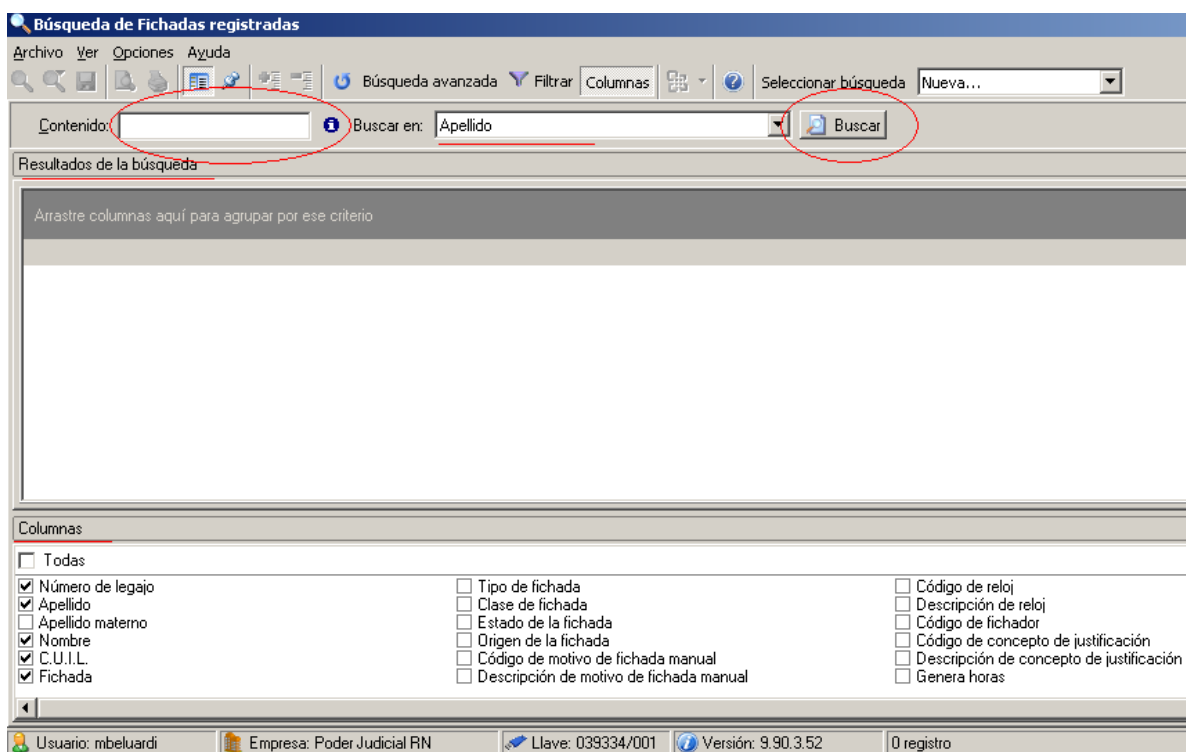 Búsqueda de Fichadas registradas
Archivo Ver Opciones Ayuda
Búsqueda avanzada Filtrar Columnas Seleccionar búsqueda Nueva...
Contenido: Buscar en: Apellido Buscar
Resultados de la búsqueda
Arrastre columnas aquí para agrupar por ese criterio
Columnas
Todas
Número de legajo Tipo de fichada Código de reloj
Apellido Clase de fichada Descripción de reloj
Apellido materno Estado de la fichada Código de fichador
Nombre Origen de la fichada Código de concepto de justificación
C.U.I.L. Código de motivo de fichada manual Descripción de concepto de justificación
Fichada Descripción de motivo de fichada manual Genera horas
Usuario: mbeluardi Empresa: Poder Judicial RN Llave: 039334/001 Versión: 9.90.3.52 0 registro